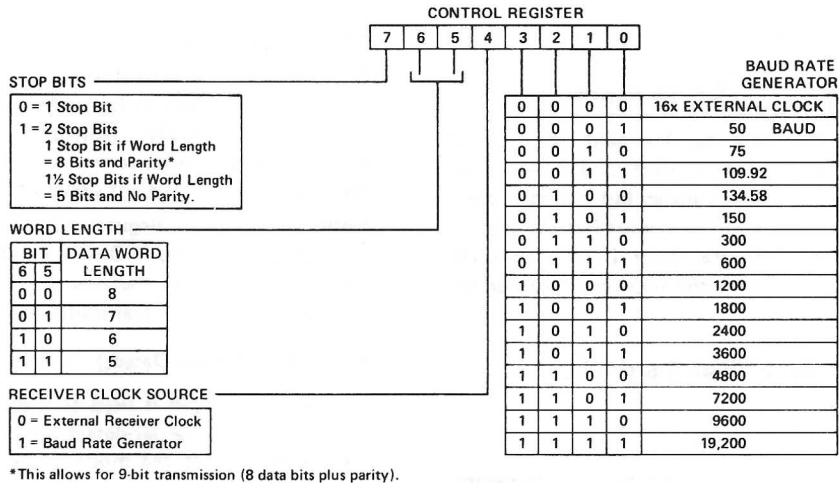 CONTROL REGISTER
7 6 5 4 3 2 1 0
STOP BITS
0 = 1 Stop Bit
1 = 2 Stop Bits
1 Stop Bit if Word Length
= 8 Bits and Parity*
1½ Stop Bits if Word Length
= 5 Bits and No Parity.
WORD LENGTH
BIT DATA WORD
6 5 LENGTH
0 0 8
0 1 7
1 0 6
1 1 5
RECEIVER CLOCK SOURCE
0 = External Receiver Clock
1 = Baud Rate Generator
BAUD RATE
GENERATOR
0 0 0 0 16x EXTERNAL CLOCK
0 0 0 1 50 BAUD
0 0 1 0 75
0 0 1 1 109.92
0 1 0 0 134.58
0 1 0 1 150
0 1 1 0 300
0 1 1 1 600
1 0 0 0 1200
1 0 0 1 1800
1 0 1 0 2400
1 0 1 1 3600
1 1 0 0 4800
1 1 0 1 7200
1 1 1 0 9600
1 1 1 1 19,200
*This allows for 9-bit transmission (8 data bits plus parity).